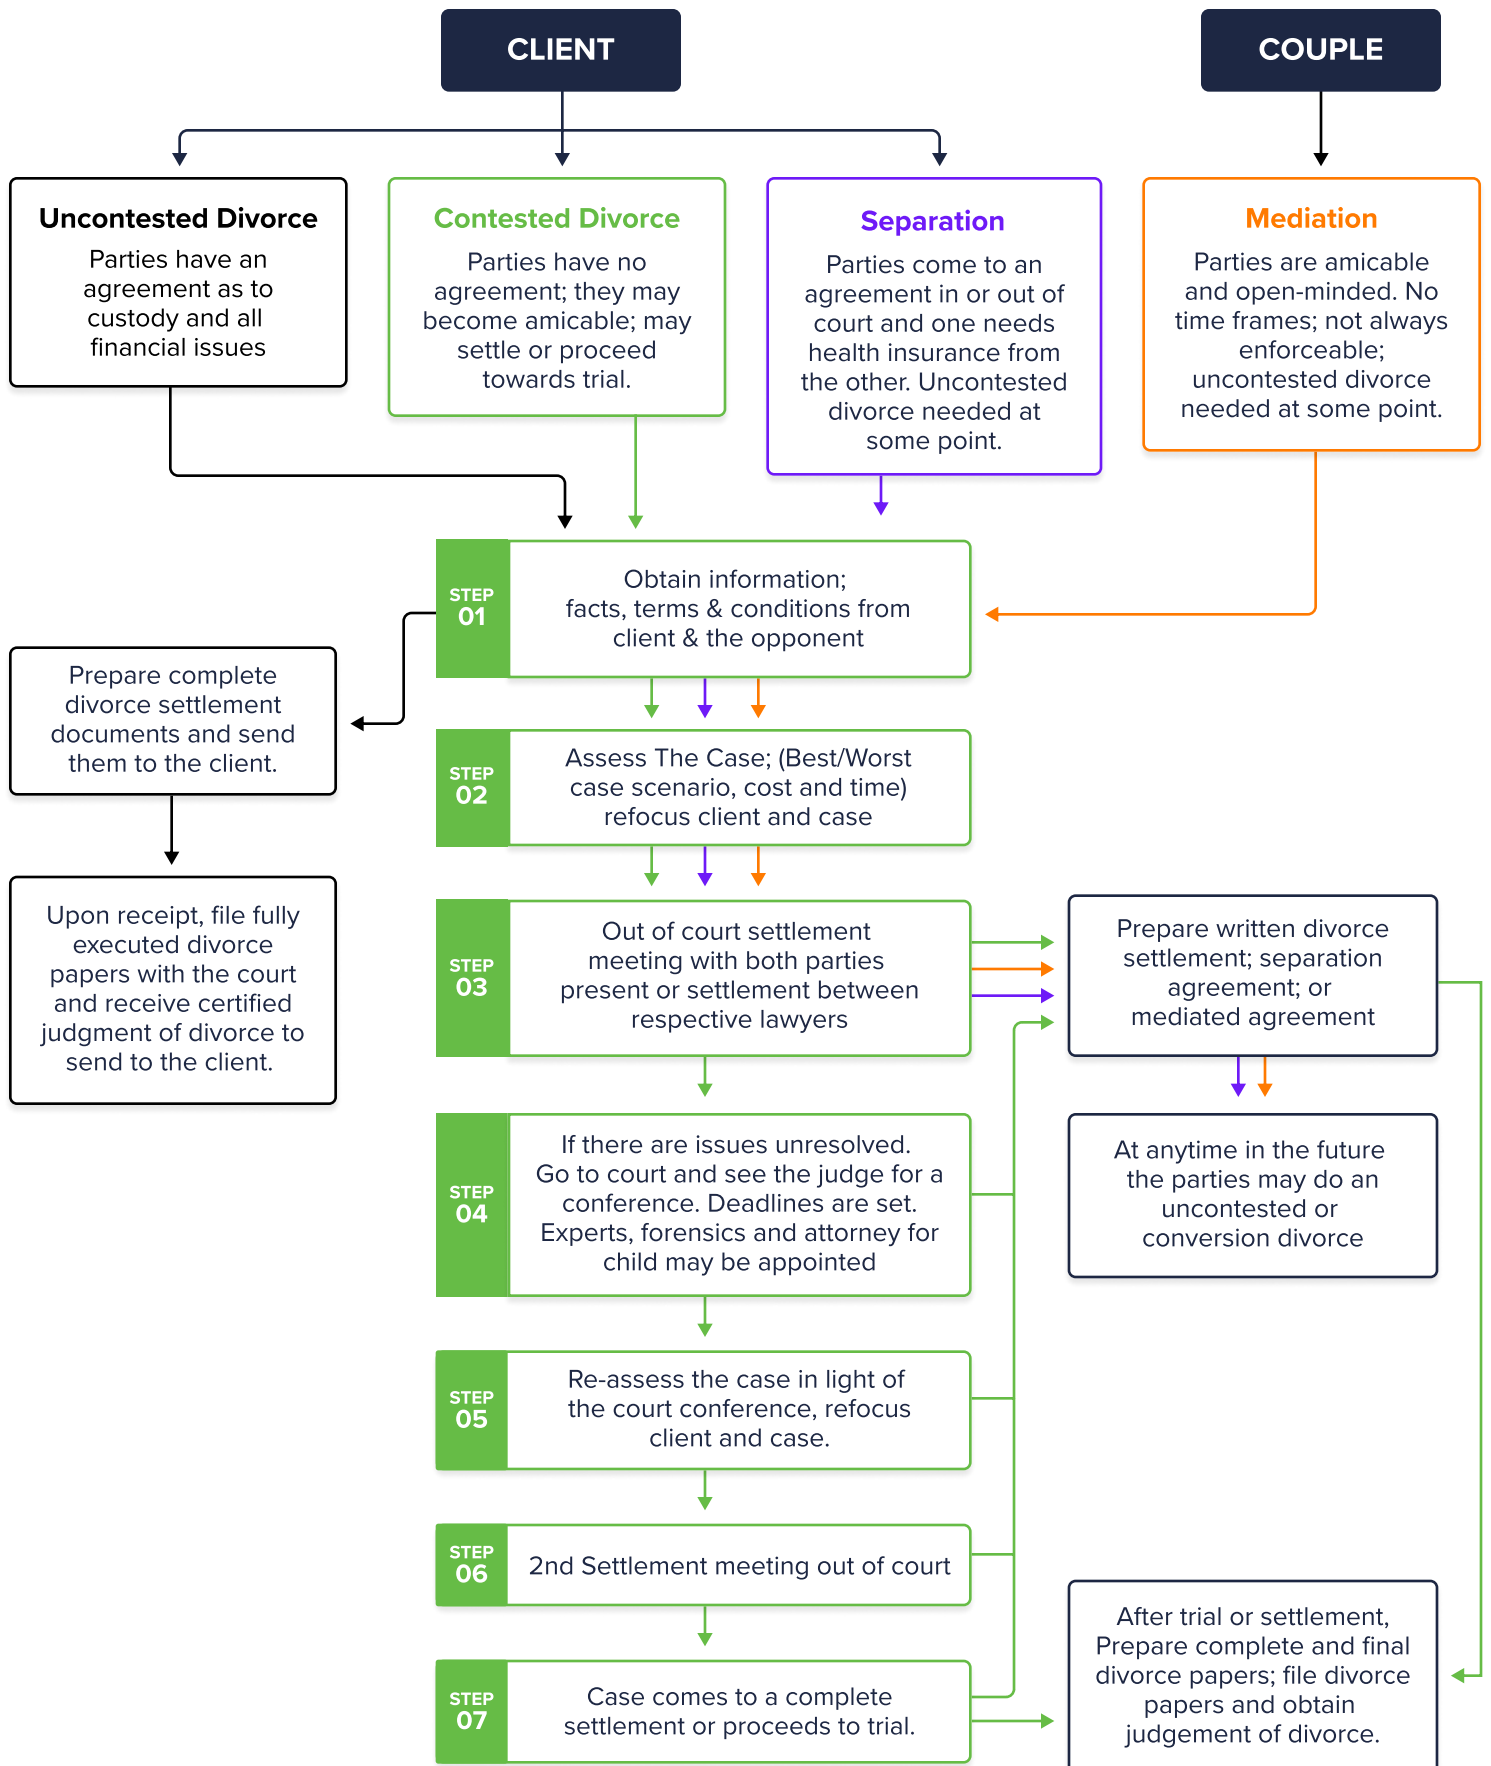 CLIENT
COUPLE
Uncontested Divorce
Parties have an
agreement as to
custody and all
financial issues
Contested Divorce
Parties have no
agreement; they may
become amicable; may
settle or proceed
towards trial.
Separation
Parties come to an
agreement in or out of
court and one needs
health insurance from
the other. Uncontested
divorce needed at
some point.
Mediation
Parties are amicable
and open-minded. No
time frames; not always
enforceable;
uncontested divorce
needed at some point.
STEP
01
Obtain information;
facts, terms & conditions from
client & the opponent
Prepare complete
divorce settlement
documents and send
them to the client.
STEP
02
Assess The Case; (Best/Worst
case scenario, cost and time)
refocus client and case
Upon receipt, file fully
executed divorce
papers with the court
and receive certified
judgment of divorce to
send to the client.
STEP
03
Out of court settlement
meeting with both parties
present or settlement between
respective lawyers
Prepare written divorce
settlement; separation
agreement; or
mediated agreement
STEP
04
If there are issues unresolved.
Go to court and see the judge for a
conference. Deadlines are set.
Experts, forensics and attorney for
child may be appointed
At anytime in the future
the parties may do an
uncontested or
conversion divorce
STEP
05
Re-assess the case in light of
the court conference, refocus
client and case.
STEP
06
2nd Settlement meeting out of court
STEP
07
Case comes to a complete
settlement or proceeds to trial.
After trial or settlement,
Prepare complete and final
divorce papers; file divorce
papers and obtain
judgement of divorce.